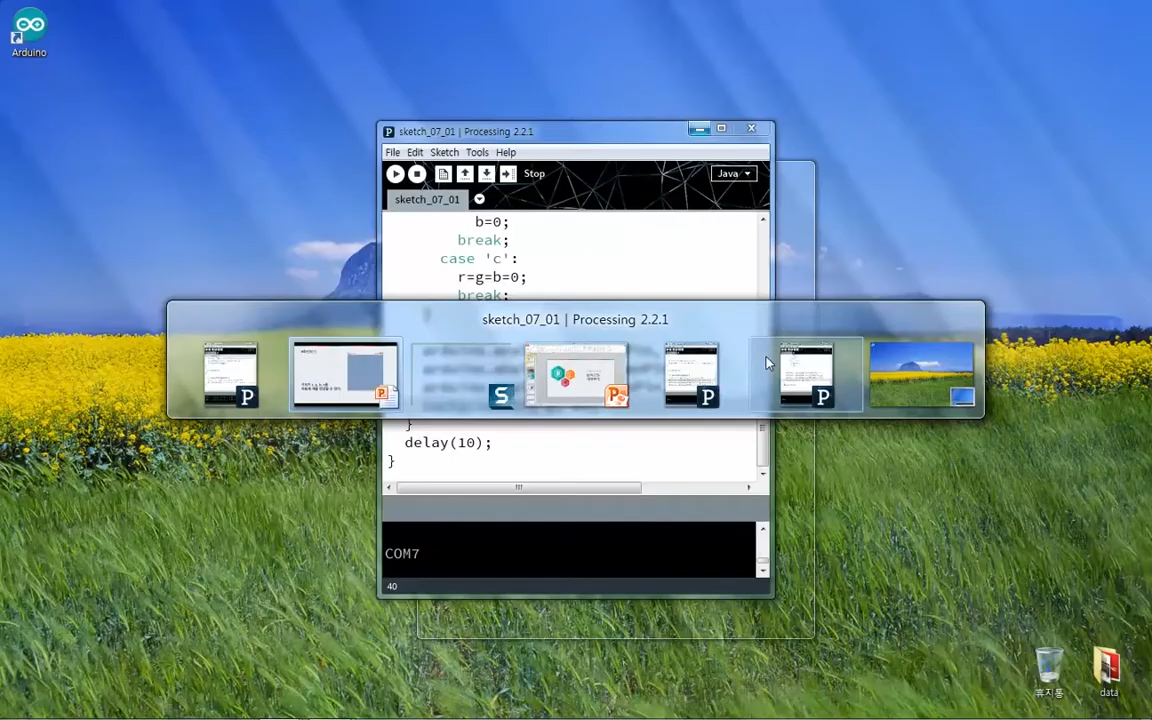 Arduino
sketch_07_01 | Processing 2.2.1
File Edit Sketch Tools Help
Stop
Java
sketch_07_01
b=0;
break;
case 'c':
r=g=b=0;
break;
sketch_07_01 | Processing 2.2.1
}
delay(10);
}
COM7
40
휴지통
data